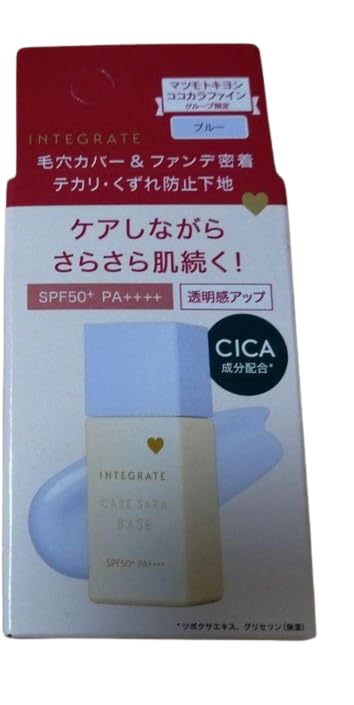 マツモトキヨシ
ココカラファイン
グループ限定
ブルー
INTEGRATE
毛穴カバー&ファンデ密着
テカリ・くずれ防止下地
ケアしながら
さらさら肌続く!
SPF50+ PA++++
透明感アップ
CICA
成分配合*
INTEGRATE
CARE SARA
BASE
SPF50+ PA++++
*ツボクサエキス、グリセリン(保湿)